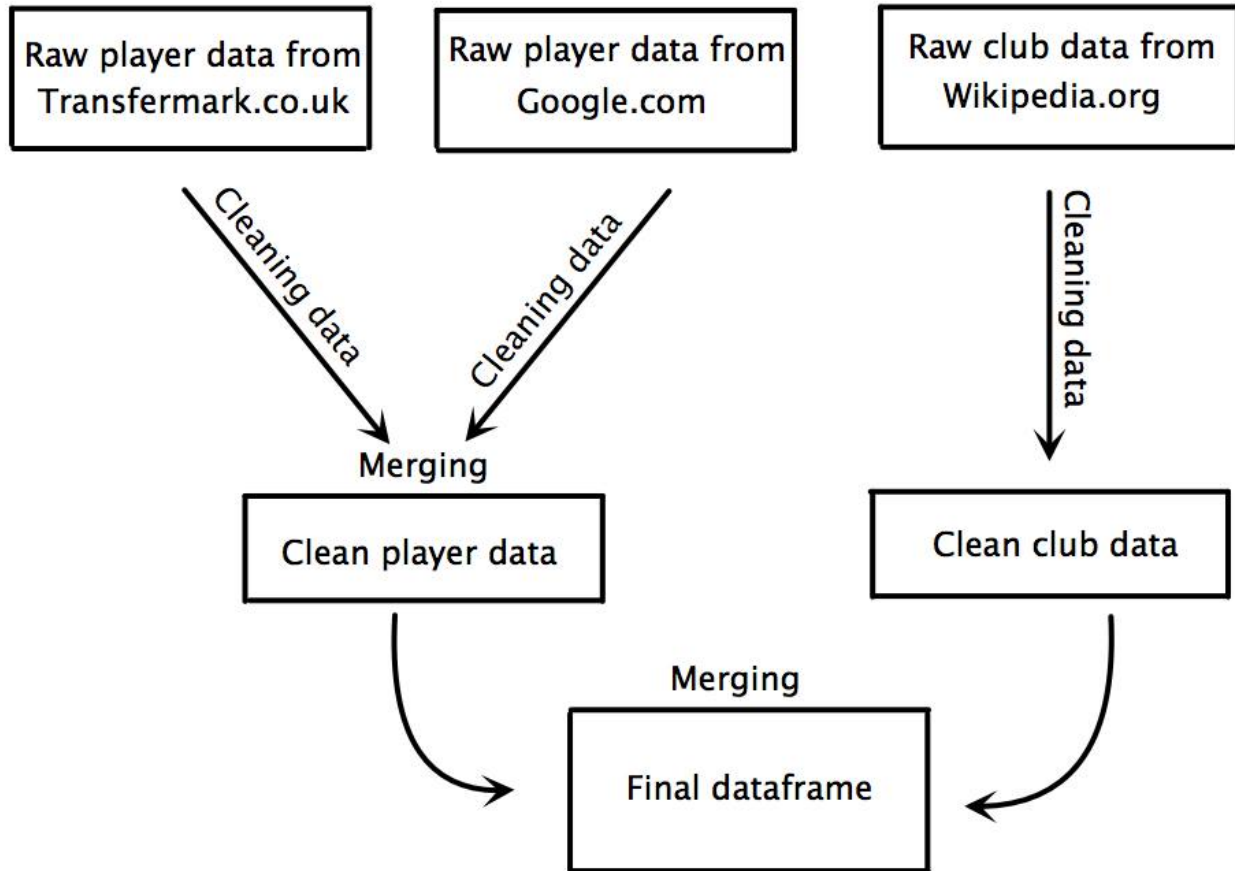 Raw player data from
Transfermark.co.uk
Raw player data from
Google.com
Raw club data from
Wikipedia.org
Cleaning data
Cleaning data
Cleaning data
Merging
Clean player data
Clean club data
Merging
Final dataframe